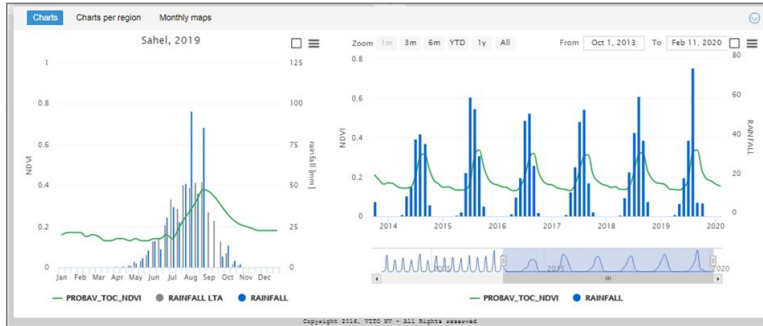 Charts Charts per region Monthly maps
Sahel, 2019
1 0.8 0.6 0.4 0.2 0
NDVI
125 100 75 50 25 0
rainfall [mm]
Jan Feb Mar Apr May Jun Jul Aug Sep Oct Nov Dec
PROBAV_TOC_NDVI RAINFALL LTA RAINFALL
Zoom 1m 3m 6m YTD 1y All From Oct 1, 2013 To Feb 11, 2020
0.8 0.6 0.4 0.2 0
NDVI
80 60 40 20 0
RAINFALL
2014 2015 2016 2017 2018 2019 2020
2020
PROBAV_TOC_NDVI RAINFALL
Copyright 2016, VITO NV - All Rights reserved